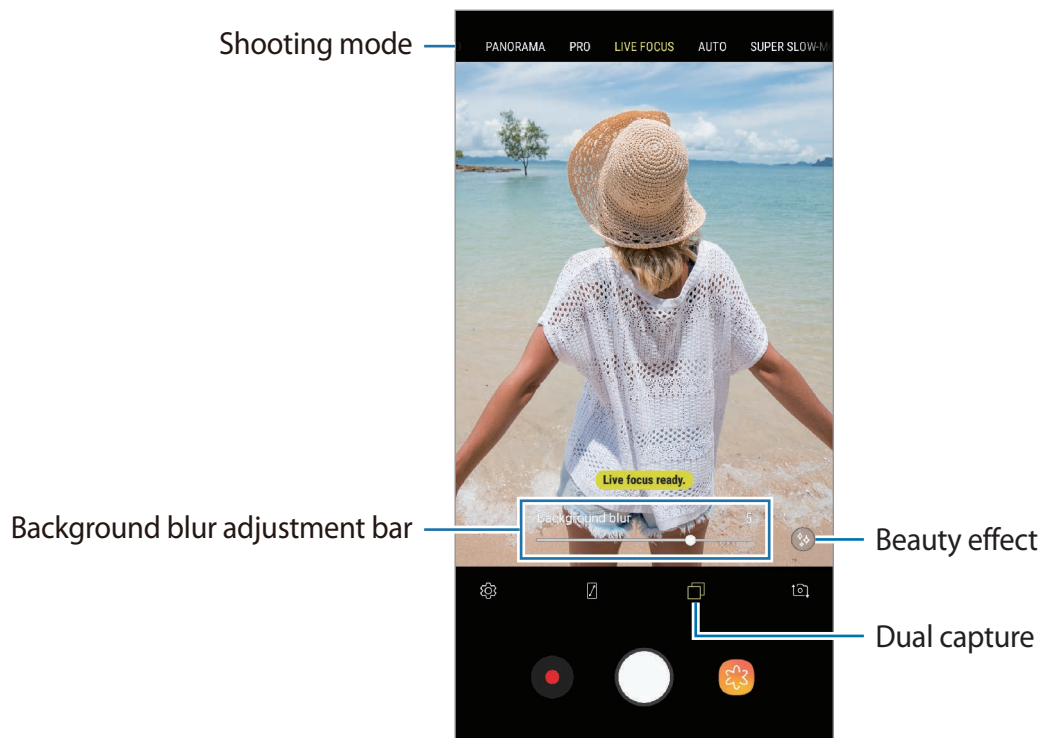 Shooting mode
PANORAMA PRO LIVE FOCUS AUTO SUPER SLOW-M
Live focus ready.
Background blur 5
Background blur adjustment bar
Beauty effect
Dual capture